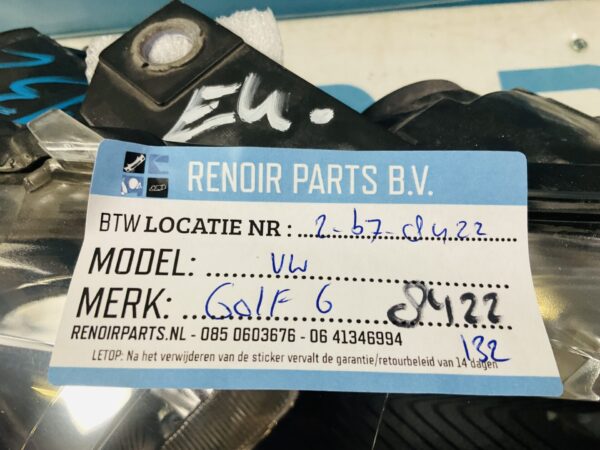 EU.
RENOIR PARTS B.V.
BTW LOCATIE NR : 2-b7-8422
MODEL: VW
MERK: Golf 6 8422
RENOIRPARTS.NL - 085 0603676 - 06 41346994
132
LETOP: Na het verwijderen van de sticker vervalt de garantie/retourbeleid van 14 dagen